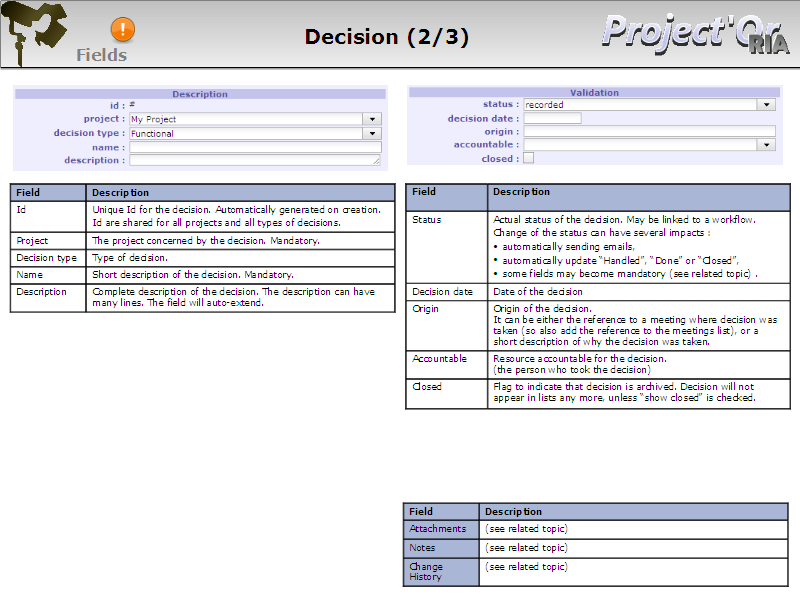 Fields
Decision (2/3)
Project'Or
RIA
Description
id : #
project : My Project
decision type : Functional
name :
description :
Validation
status : recorded
decision date :
origin :
accountable :
closed :
Field Description
Id Unique Id for the decision. Automatically generated on creation.
Id are shared for all projects and all types of decisions.
Project The project concerned by the decision. Mandatory.
Decision type Type of decision.
Name Short description of the decision. Mandatory.
Description Complete description of the decision. The description can have
many lines. The field will auto-extend.
Field Description
Status Actual status of the decision. May be linked to a workflow.
Change of the status can have several impacts :
• automatically sending emails,
• automatically update “Handled”, “Done” or “Closed”,
• some fields may become mandatory (see related topic) .
Decision date Date of the decision
Origin Origin of the decision.
It can be either the reference to a meeting where decision was
taken (so also add the reference to the meetings list), or a
short description of why the decision was taken.
Accountable Resource accountable for the decision.
(the person who took the decision)
Closed Flag to indicate that decision is archived. Decision will not
appear in lists any more, unless “show closed” is checked.
Field Description
Attachments (see related topic)
Notes (see related topic)
Change (see related topic)
History